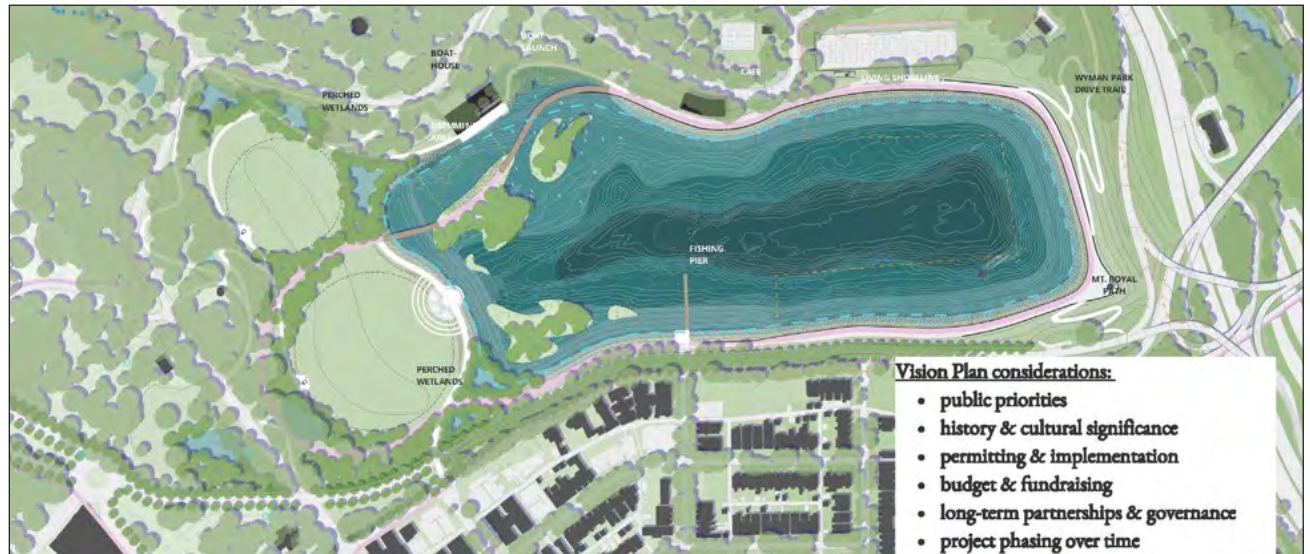 BOAT
LAUNCH
BOAT-
HOUSE
CAFE
LIVING SHORELINE
WYMAN PARK
DRIVE TRAIL
PERCHED
WETLANDS
FISHING
PIER
MT. ROYAL
PATH
PERCHED
WETLANDS
Vision Plan considerations:
• public priorities
• history & cultural significance
• permitting & implementation
• budget & fundraising
• long-term partnerships & governance
• project phasing over time